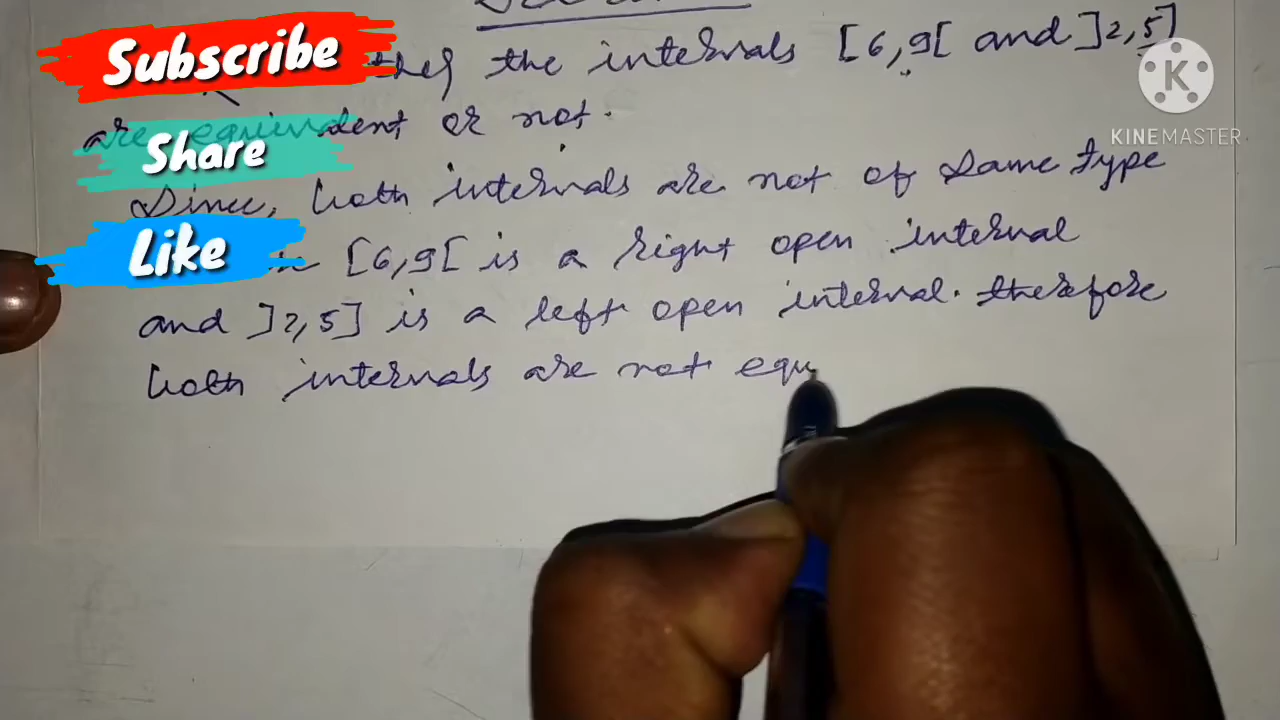 the intervals [6,9[ and ]2,5]
are equivalent or not.
Since, both intervals are not of same type
[6,9[ is a right open interval
and ]2,5] is a left open interval. therefore
both intervals are not equ
Subscribe
Share
Like
K
KINEMASTER